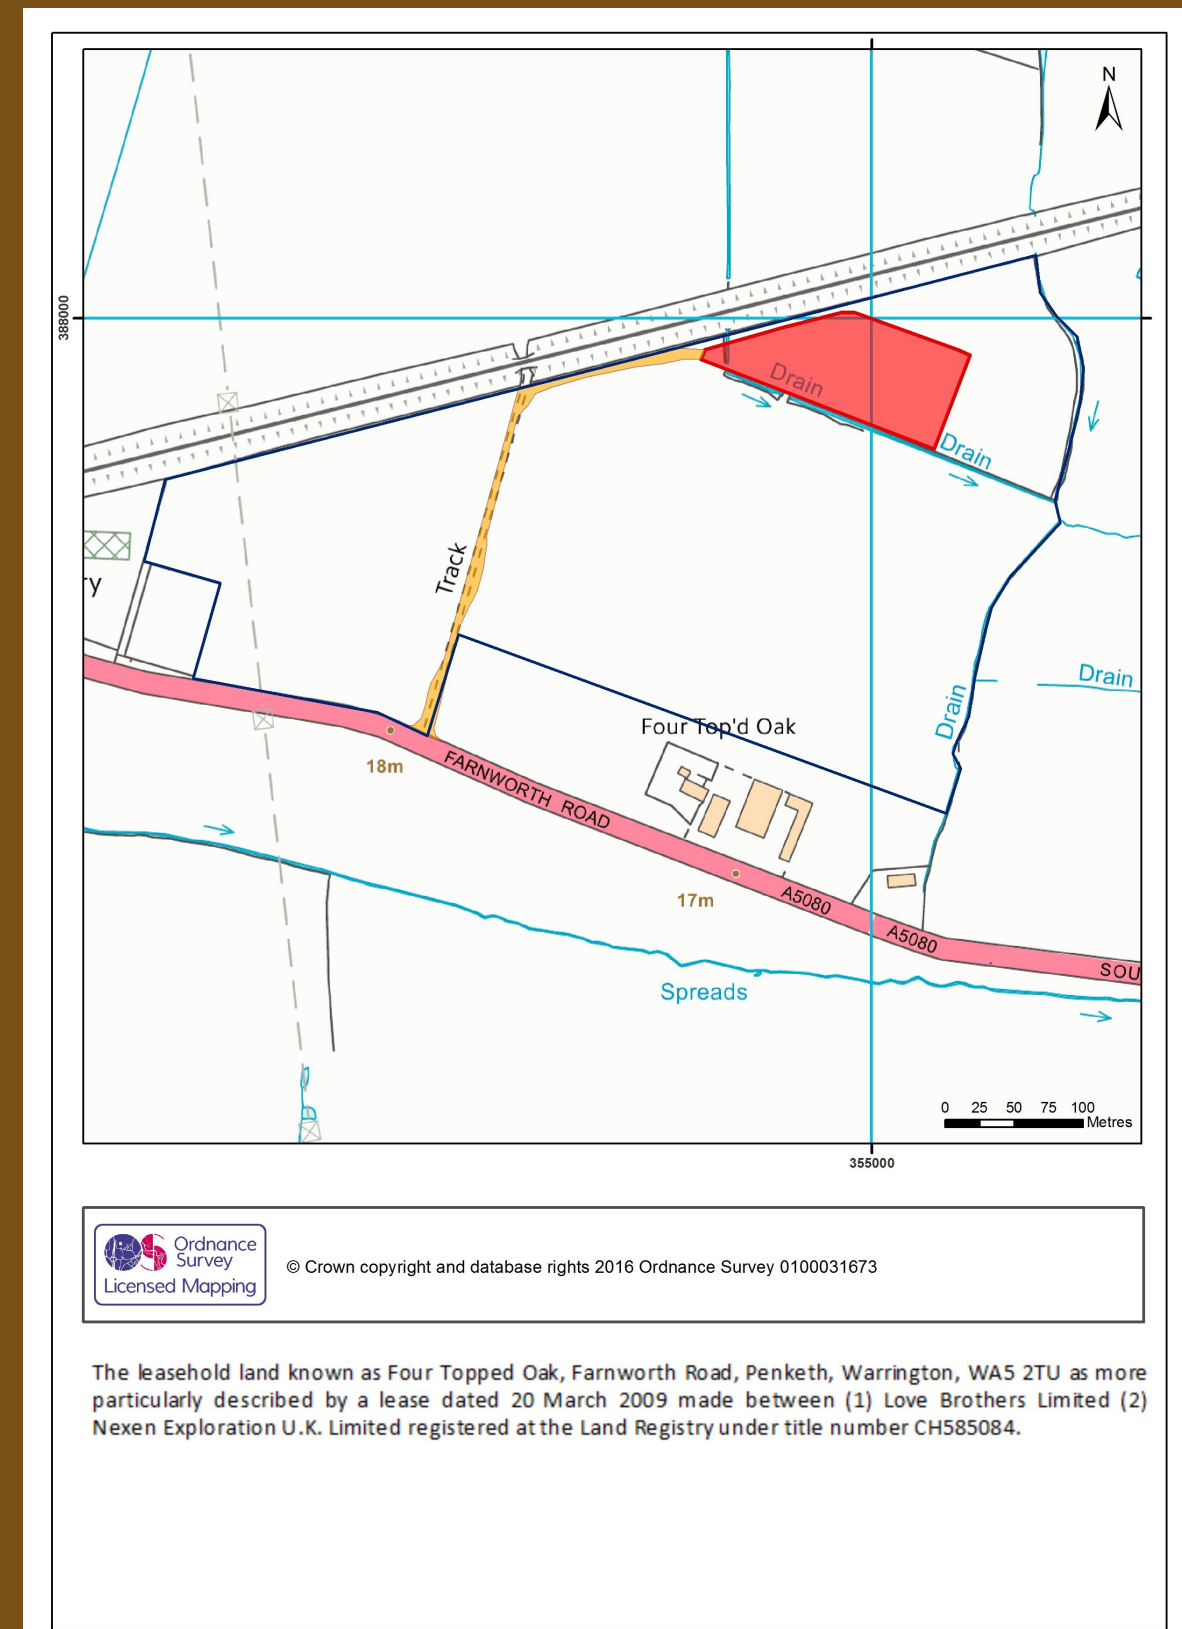 N
388000
Drain
Drain
Track
ry
Drain
Drain
Four Top'd Oak
18m
FARNWORTH ROAD
17m
A5080
A5080
SOU
Spreads
0 25 50 75 100
Metres
355000
Ordnance
Survey
Licensed Mapping
© Crown copyright and database rights 2016 Ordnance Survey 0100031673
The leasehold land known as Four Topped Oak, Farnworth Road, Penketh, Warrington, WA5 2TU as more
particularly described by a lease dated 20 March 2009 made between (1) Love Brothers Limited (2)
Nexen Exploration U.K. Limited registered at the Land Registry under title number CH585084.